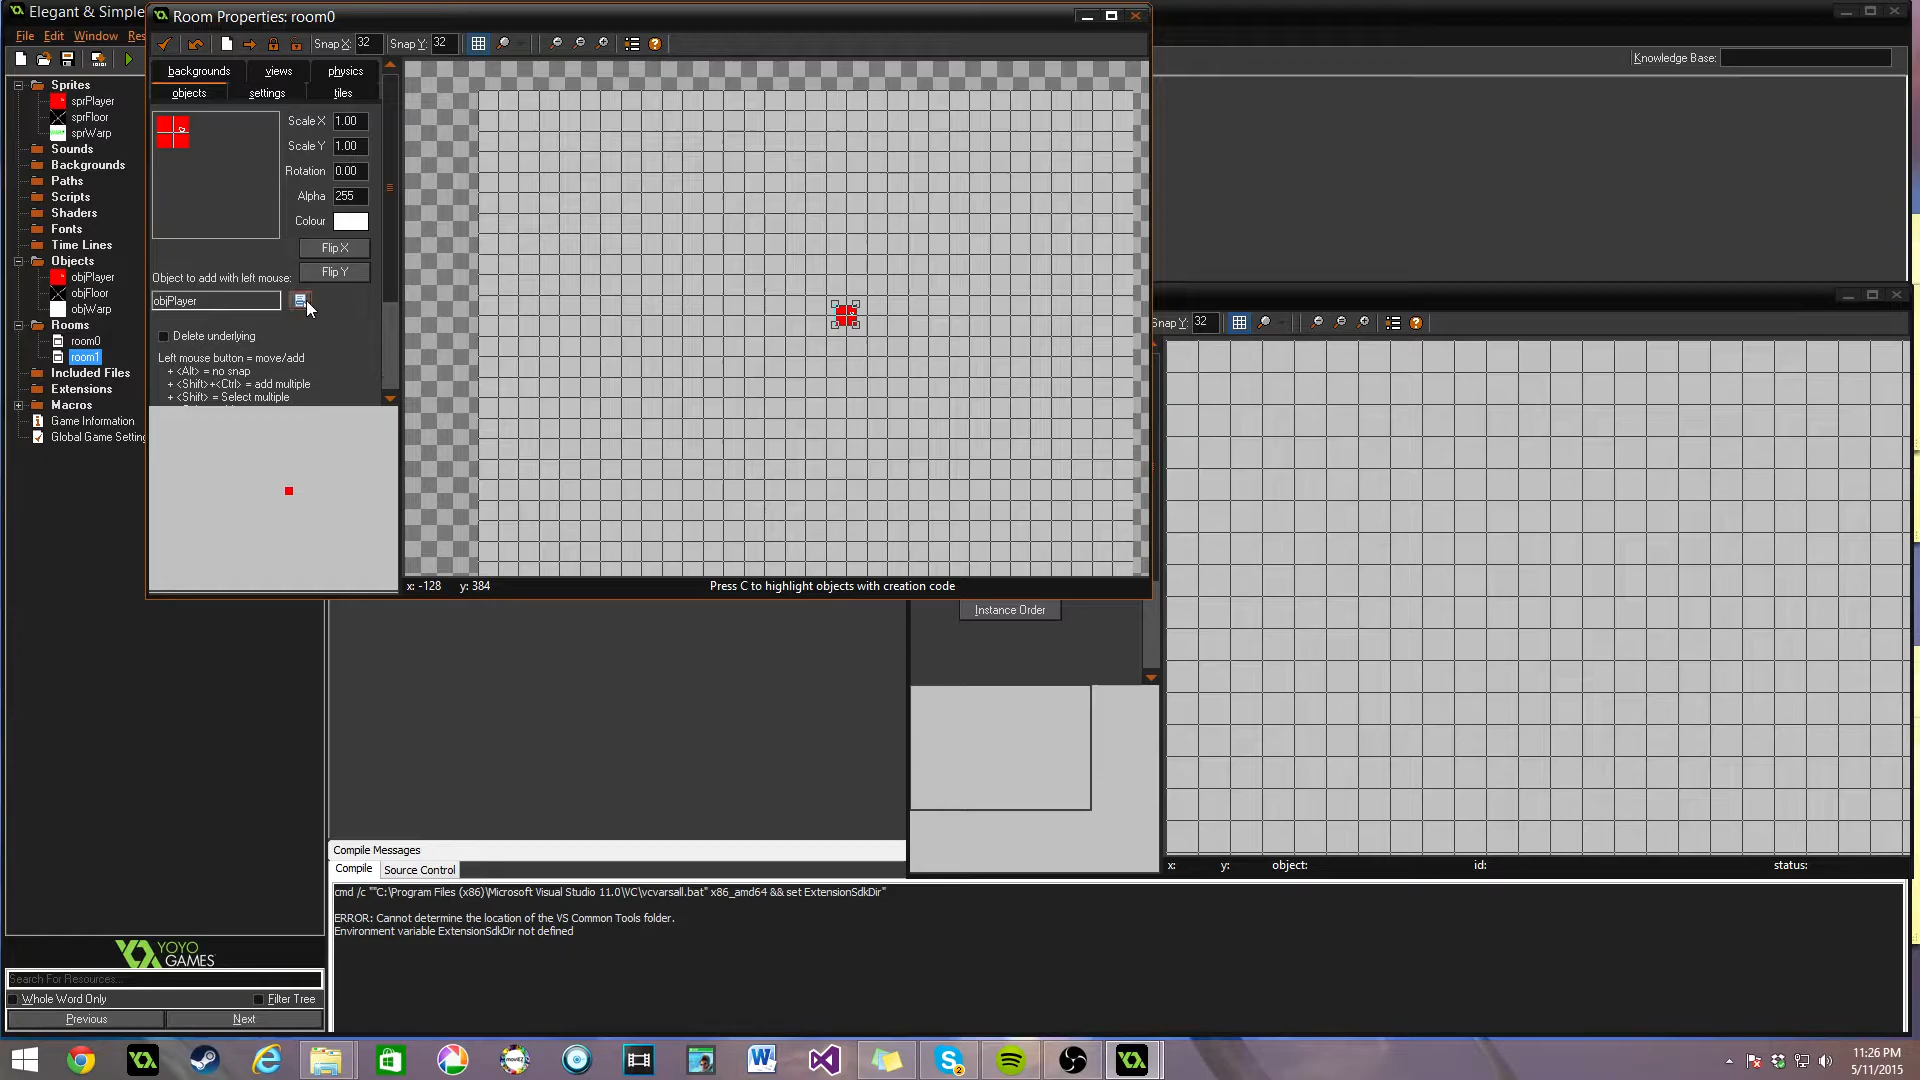 Elegant & Simple
File Edit Window Res
Sprites
sprPlayer
sprFloor
sprWarp
Sounds
Backgrounds
Paths
Scripts
Shaders
Fonts
Time Lines
Objects
objPlayer
objFloor
objWarp
Rooms
room0
room1
Included Files
Extensions
Macros
Game Information
Global Game Settin
YOYO
GAMES
Search For Resources...
Whole Word Only Filter Tree
Previous Next
Room Properties: room0
Snap X: 32 Snap Y: 32
backgrounds views physics
objects settings tiles
Scale X 1.00
Scale Y 1.00
Rotation 0.00
Alpha 255
Colour
Flip X
Flip Y
Object to add with left mouse:
objPlayer
Delete underlying
Left mouse button = move/add
+ <Alt> = no snap
+ <Shift>+<Ctrl> = add multiple
+ <Shift> = Select multiple
x: -128 y: 384 Press C to highlight objects with creation code
Knowledge Base:
Snap Y: 32
Instance Order
x: y: object: id: status:
Compile Messages
Compile Source Control
cmd /c ""C:\Program Files (x86)\Microsoft Visual Studio 11.0\VC\vcvarsall.bat" x86_amd64 && set ExtensionSdkDir"
ERROR: Cannot determine the location of the VS Common Tools folder.
Environment variable ExtensionSdkDir not defined
11:26 PM
5/11/2015